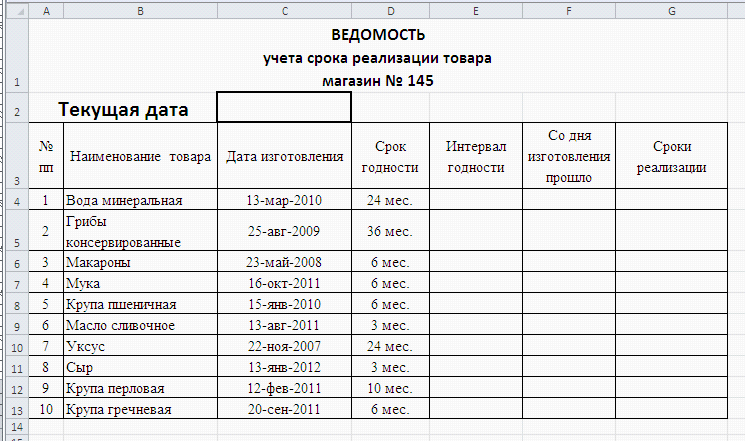 A B C D E F G
1 ВЕДОМОСТЬ
учета срока реализации товара
магазин № 145
2 Текущая дата
3 № пп Наименование товара Дата изготовления Срок годности Интервал годности Со дня изготовления прошло Сроки реализации
4 1 Вода минеральная 13-мар-2010 24 мес.
5 2 Грибы консервированные 25-авг-2009 36 мес.
6 3 Макароны 23-май-2008 6 мес.
7 4 Мука 16-окт-2011 6 мес.
8 5 Крупа пшеничная 15-янв-2010 6 мес.
9 6 Масло сливочное 13-авг-2011 3 мес.
10 7 Уксус 22-ноя-2007 24 мес.
11 8 Сыр 13-янв-2012 3 мес.
12 9 Крупа перловая 12-фев-2011 10 мес.
13 10 Крупа гречневая 20-сен-2011 6 мес.
14